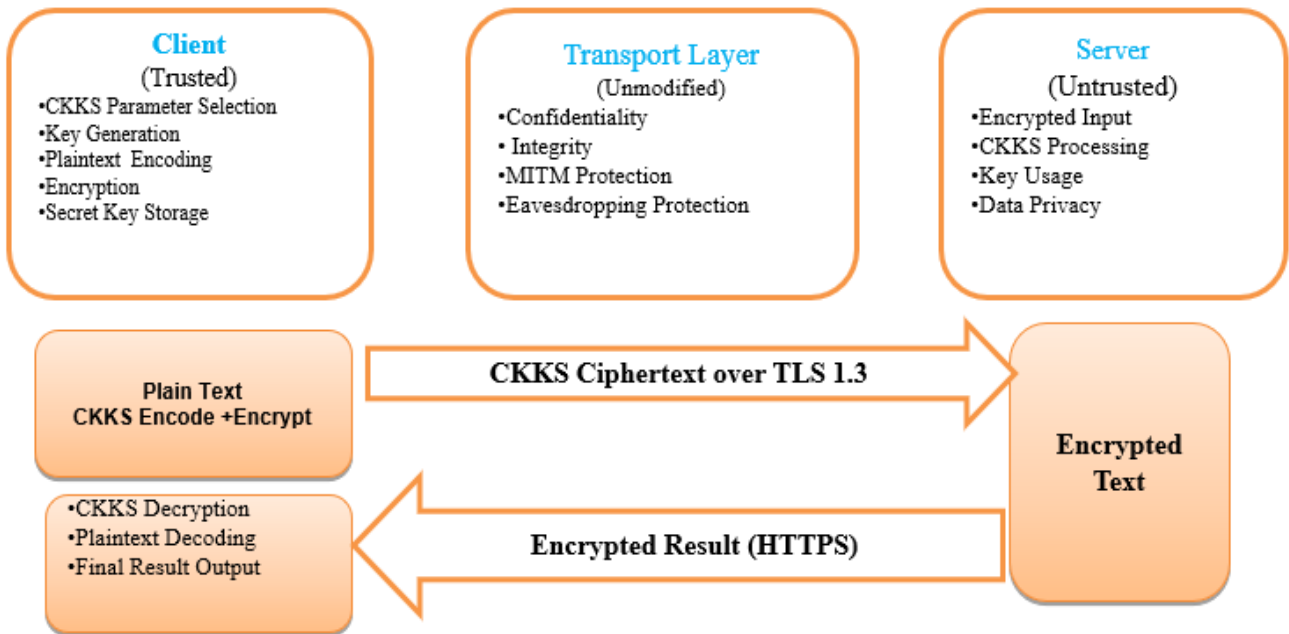 Client
(Trusted)
•CKKS Parameter Selection
•Key Generation
•Plaintext Encoding
•Encryption
•Secret Key Storage
Transport Layer
(Unmodified)
•Confidentiality
• Integrity
•MITM Protection
•Eavesdropping Protection
Server
(Untrusted)
•Encrypted Input
•CKKS Processing
•Key Usage
•Data Privacy
Plain Text
CKKS Encode +Encrypt
CKKS Ciphertext over TLS 1.3
Encrypted
Text
•CKKS Decryption
•Plaintext Decoding
•Final Result Output
Encrypted Result (HTTPS)